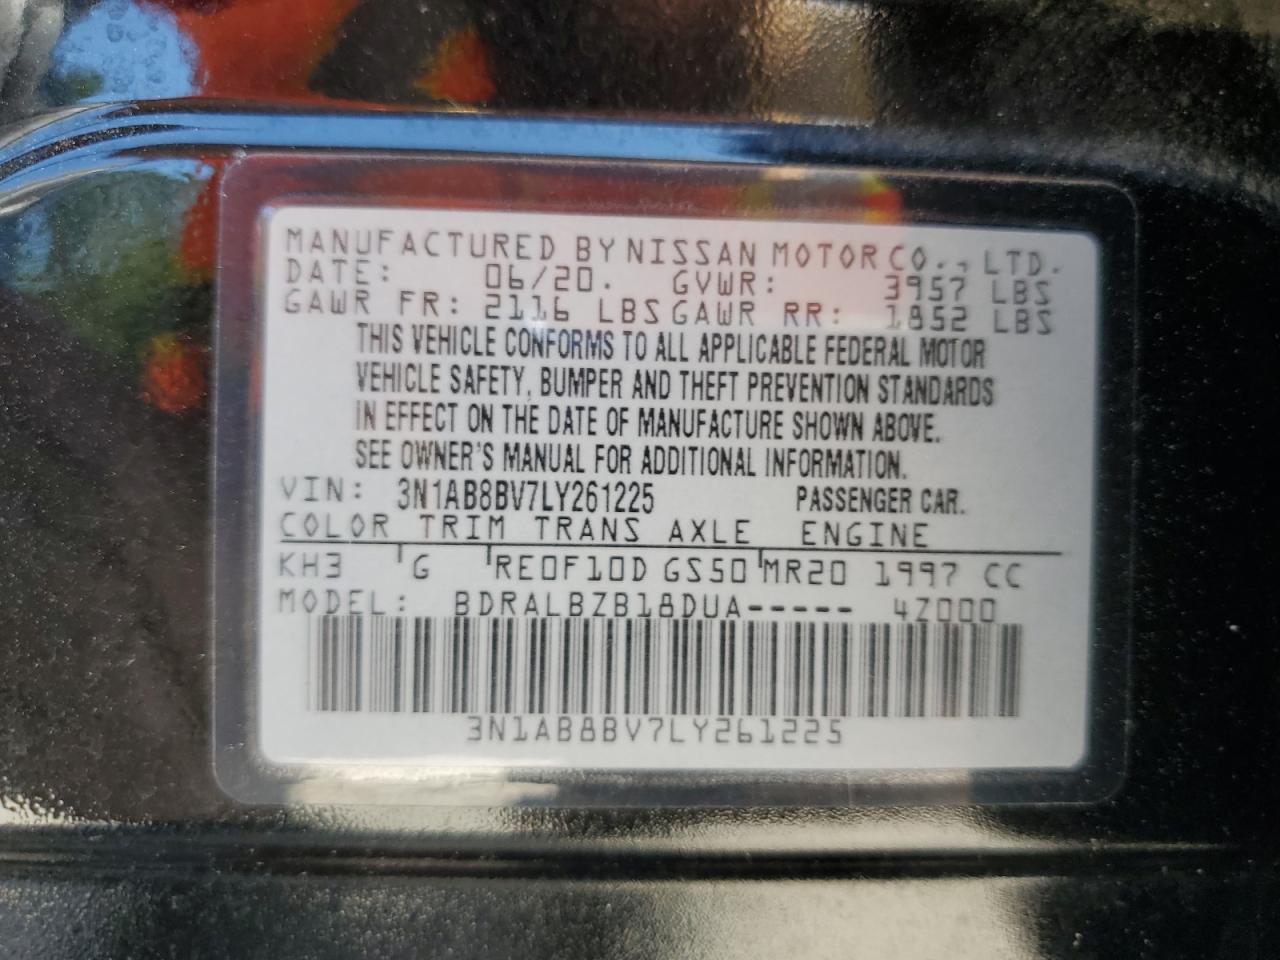 MANUFACTURED BY NISSAN MOTOR CO., LTD.
DATE: 06/20. GVWR: 3957 LBS
GAWR FR: 2116 LBS GAWR RR: 1852 LBS
THIS VEHICLE CONFORMS TO ALL APPLICABLE FEDERAL MOTOR
VEHICLE SAFETY, BUMPER AND THEFT PREVENTION STANDARDS
IN EFFECT ON THE DATE OF MANUFACTURE SHOWN ABOVE.
SEE OWNER'S MANUAL FOR ADDITIONAL INFORMATION.
VIN: 3N1AB8BV7LY261225 PASSENGER CAR.
COLOR TRIM TRANS AXLE ENGINE
KH3 G RE0F10D GS50 MR20 1997 CC
MODEL: BDRALBZB18DUA----- 4Z000
3N1AB8BV7LY261225